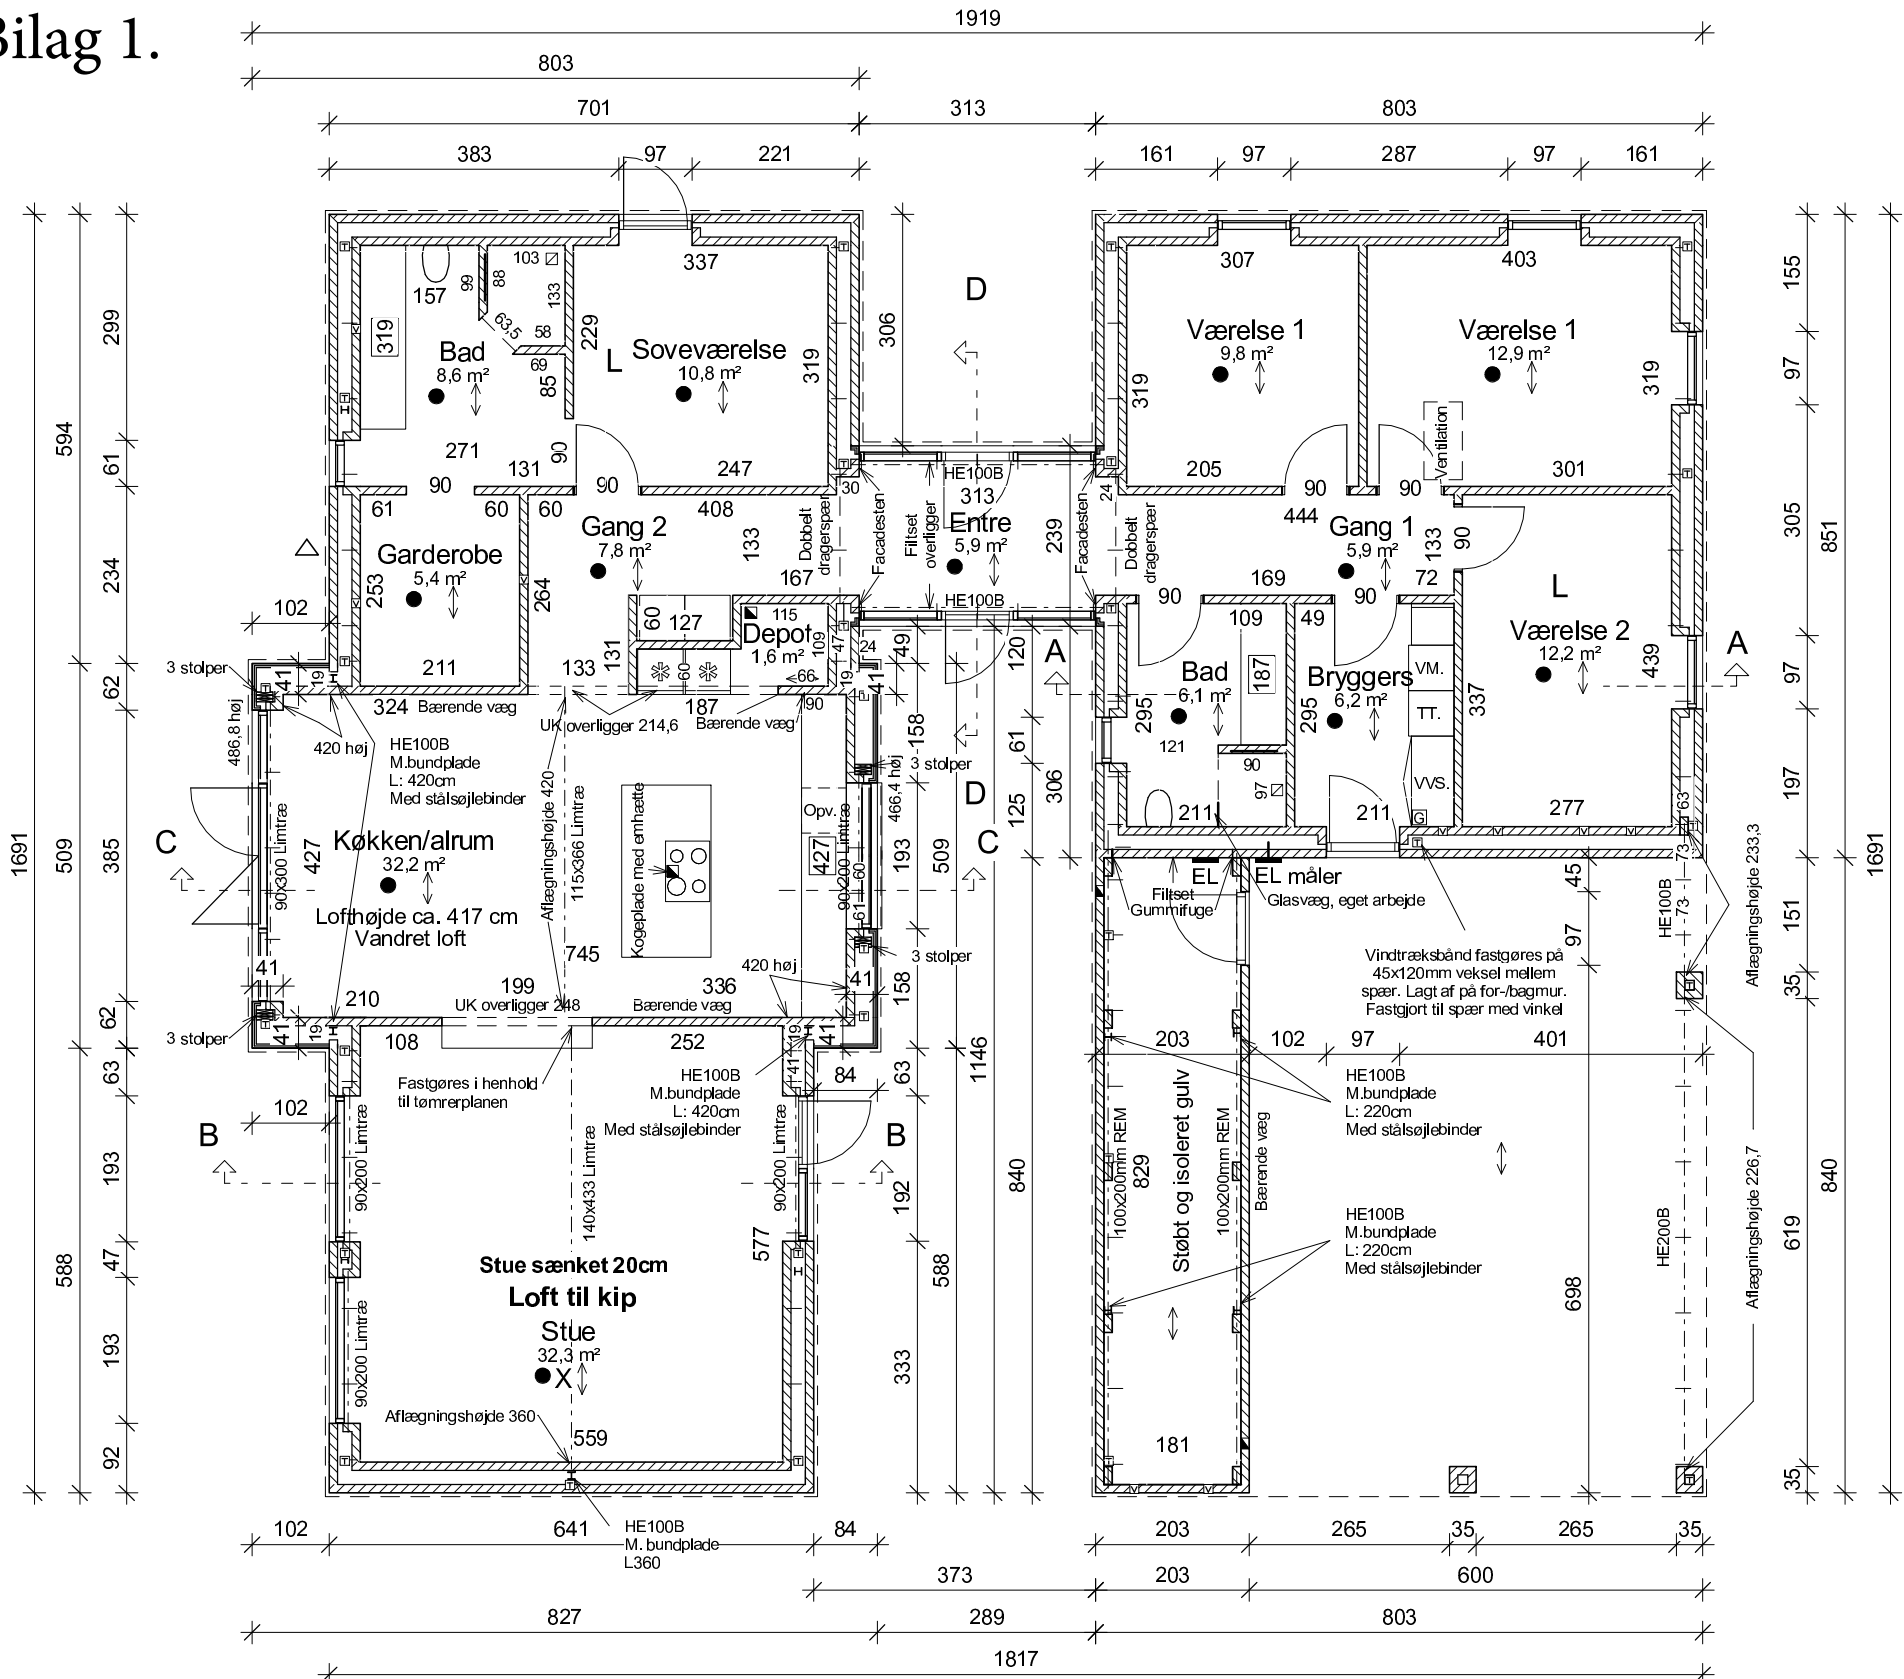 Bilag 1.
1919
803
701
313
803
383
97
221
161
97
287
97
161
337
307
403
103
99
88
133
157
63,5
58
319
69
229
85
Bad
8,6 m²
L
Soveværelse
10,8 m²
319
306
D
Værelse 1
9,8 m²
319
Værelse 1
12,9 m²
319
Ventilation
299
61
234
594
155
97
305
851
271
131
90
247
205
301
61
90
60
60
90
408
30
24
90
90
444
HE100B
313
Entre
5,9 m²
239
HE100B
Facadesten
Filtset
overligger
Facadesten
Dobbelt
dragerspær
Dobbelt
dragerspær
Garderobe
5,4 m²
253
211
Gang 2
7,8 m²
264
133
167
Gang 1
5,9 m²
133
90
169
72
L
Værelse 2
12,2 m²
439
337
277
102
60
127
115
Depot
1,6 m²
109
47
24
131
133
60
66
187
90
19
41
49
120
90
109
49
90
187
Bad
6,1 m²
295
121
90
97
211
Bryggers
6,2 m²
295
211
VM.
TT.
VVS.
G
A
A
97
197
63
3 stolper
41
19
62
324
Bærende væg
UK overligger 214,6
Bærende væg
486,8 høj
420 høj
HE100B
M.bundplade
L: 420cm
Med stålsøjlebinder
158
61
306
125
3 stolper
466,4 høj
D
C
C
1691
509
385
Køkken/alrum
32,2 m²
Lofthøjde ca. 417 cm
Vandret loft
427
90x300 Limtræ
Aflægningshøjde 420
115x366 Limtræ
Kogeplade med emhætte
Opv.
427
90x200 Limtræ
60
61
193
509
1691
745
199
336
420 høj
UK overligger 248
Bærende væg
41
210
62
3 stolper
41
19
3 stolper
41
158
19
41
EL
EL måler
Filtset
Gummifuge
Glasvæg, eget arbejde
45
97
73
73
HE100B
Aflægningshøjde 233,3
151
35
Vindtræksbånd fastgøres på
45x120mm veksel mellem
spær. Lagt af på for-/bagmur.
Fastgjort til spær med vinkel
108
252
41
84
63
63
1146
203
102
97
401
Fastgøres i henhold
til tømrerplanen
HE100B
M.bundplade
L: 420cm
Med stålsøjlebinder
HE100B
M.bundplade
L: 220cm
Med stålsøjlebinder
102
B
B
193
47
193
92
588
90x200 Limtræ
90x200 Limtræ
140x433 Limtræ
90x200 Limtræ
577
192
333
588
840
Stue sænket 20cm
Loft til kip
Stue
32,3 m²
X
Aflægningshøjde 360
559
100x200mm REM
829
Støbt og isoleret gulv
100x200mm REM
Bærende væg
HE100B
M.bundplade
L: 220cm
Med stålsøjlebinder
698
HE200B
Aflægningshøjde 226,7
619
840
35
181
102
641
84
HE100B
M. bundplade
L360
203
265
35
265
35
373
203
600
827
289
803
1817